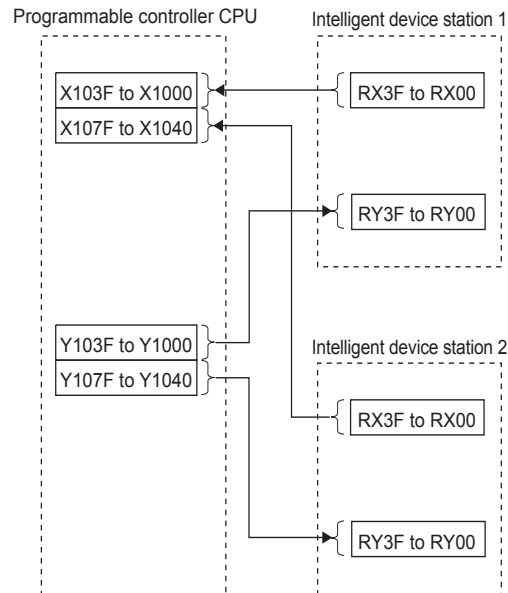 Programmable controller CPU
Intelligent device station 1
X103F to X1000
RX3F to RX00
X107F to X1040
RY3F to RY00
Y103F to Y1000
Y107F to Y1040
Intelligent device station 2
RX3F to RX00
RY3F to RY00